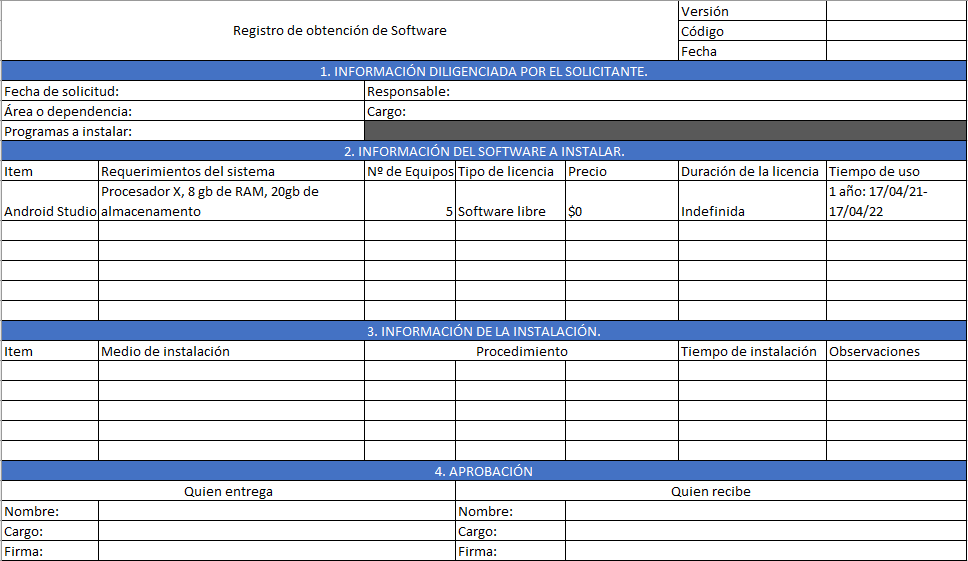 Registro de obtención de Software
Versión
Código
Fecha
1. INFORMACIÓN DILIGENCIADA POR EL SOLICITANTE.
Fecha de solicitud: Responsable:
Área o dependencia: Cargo:
Programas a instalar:
2. INFORMACIÓN DEL SOFTWARE A INSTALAR.
Item Requerimientos del sistema Nº de Equipos Tipo de licencia Precio Duración de la licencia Tiempo de uso
Procesador X, 8 gb de RAM, 20gb de 1 año: 17/04/21-
Android Studio almacenamento 5 Software libre $0 Indefinida 17/04/22
3. INFORMACIÓN DE LA INSTALACIÓN.
Item Medio de instalación Procedimiento Tiempo de instalación Observaciones
4. APROBACIÓN
Quien entrega Quien recibe
Nombre: Nombre:
Cargo: Cargo:
Firma: Firma: